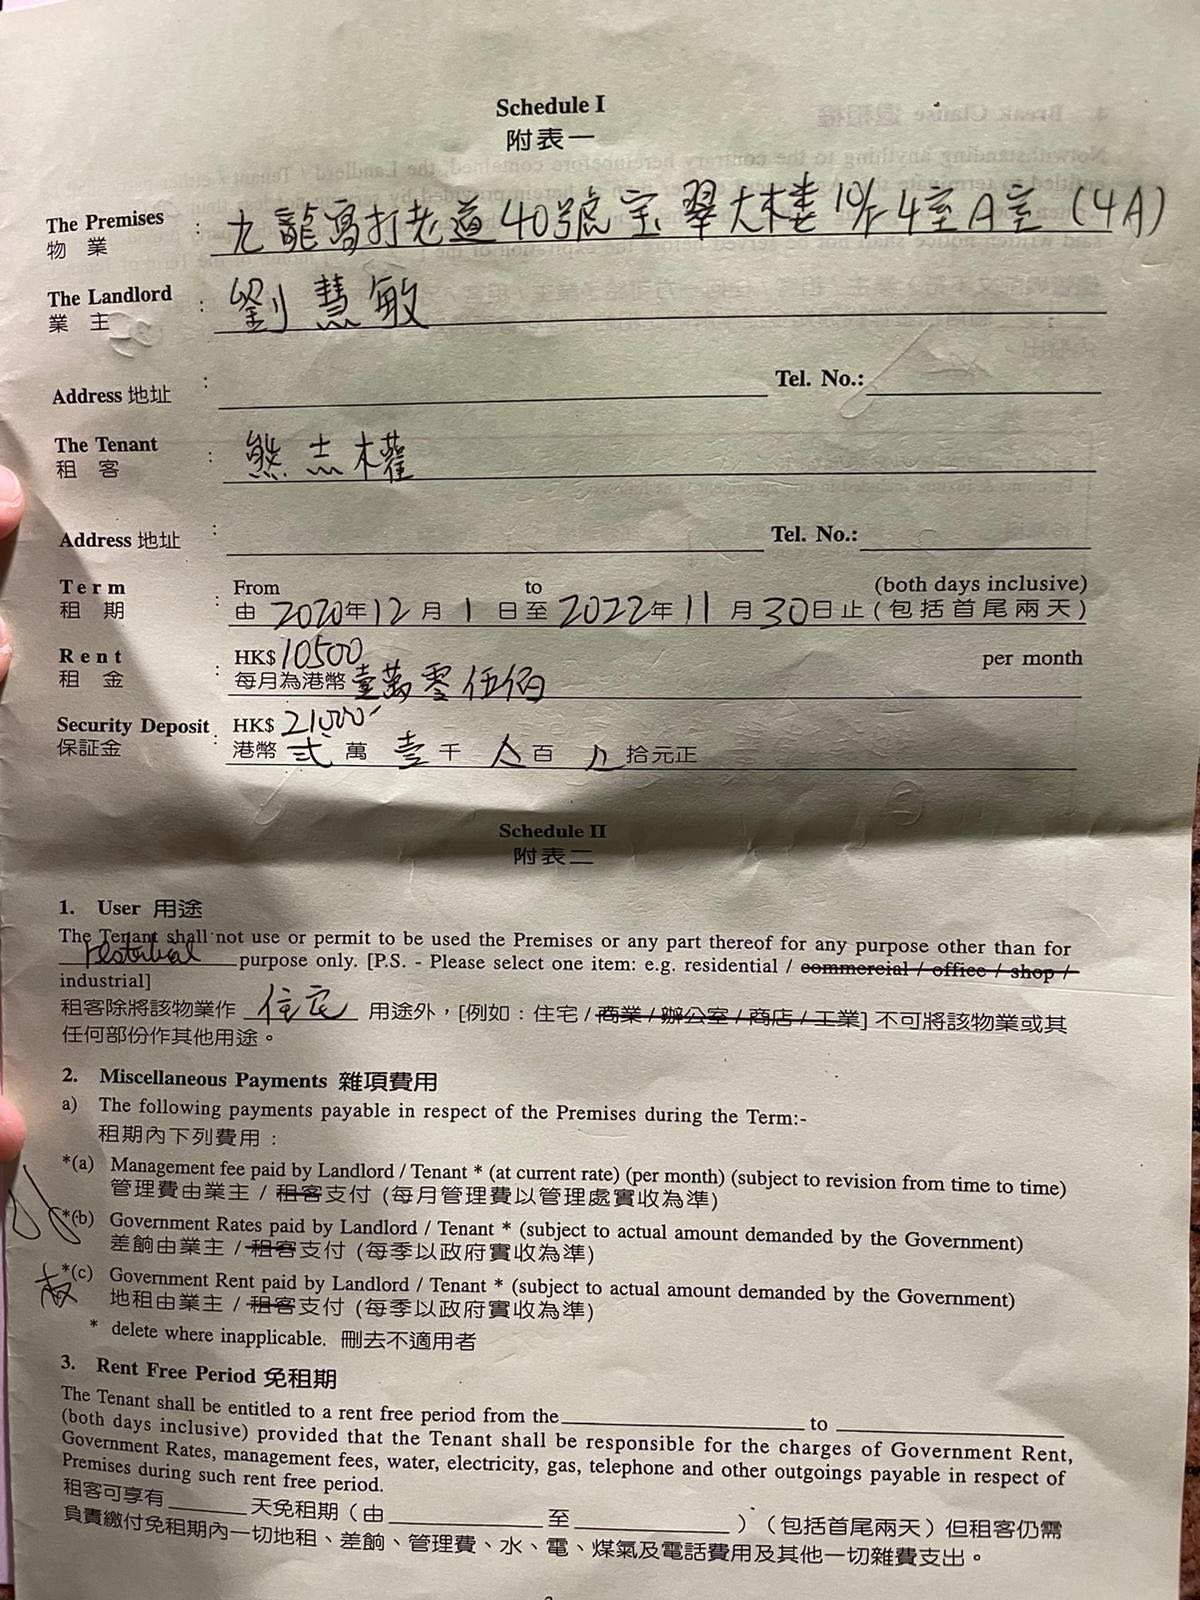 Schedule I
附表一
The Premises : 九龍窩打老道40號宝翠大楼10/F 4室A室 (4A)
物 業
The Landlord : 劉慧敏
業 主
Address 地址 : Tel. No.:
The Tenant : 熊志權
租 客
Address 地址 : Tel. No.:
Term From to (both days inclusive)
租 期 : 由 2020年12月 1 日至 2022年 11 月 30日止 (包括首尾兩天)
Rent : HK$ 10500 per month
租 金 每月為港幣 壹萬零伍佰
Security Deposit : HK$ 21,000-
保証金 港幣 弍 萬 壹 千 百 拾元正
Schedule II
附表二
1. User 用途
The Tenant shall not use or permit to be used the Premises or any part thereof for any purpose other than for
purpose only. [P.S. - Please select one item: e.g. residential / commercial / office / shop /
industrial]
租客除將該物業作 住宅 用途外，[例如：住宅 / 商業 / 辦公室 / 商店 / 工業] 不可將該物業或其
任何部份作其他用途。
2. Miscellaneous Payments 雜項費用
a) The following payments payable in respect of the Premises during the Term:-
租期內下列費用：
*(a) Management fee paid by Landlord / Tenant * (at current rate) (per month) (subject to revision from time to time)
管理費由業主 / 租客支付 (每月管理費以管理處實收為準)
*(b) Government Rates paid by Landlord / Tenant * (subject to actual amount demanded by the Government)
差餉由業主 / 租客支付 (每季以政府實收為準)
*(c) Government Rent paid by Landlord / Tenant * (subject to actual amount demanded by the Government)
地租由業主 / 租客支付 (每季以政府實收為準)
* delete where inapplicable. 刪去不適用者
3. Rent Free Period 免租期
The Tenant shall be entitled to a rent free period from the to
(both days inclusive) provided that the Tenant shall be responsible for the charges of Government Rent,
Government Rates, management fees, water, electricity, gas, telephone and other outgoings payable in respect of
Premises during such rent free period.
租客可享有 天免租期（由 至 ）（包括首尾兩天）但租客仍需
負責繳付免租期內一切地租、差餉、管理費、水、電、煤氣及電話費用及其他一切雜費支出。